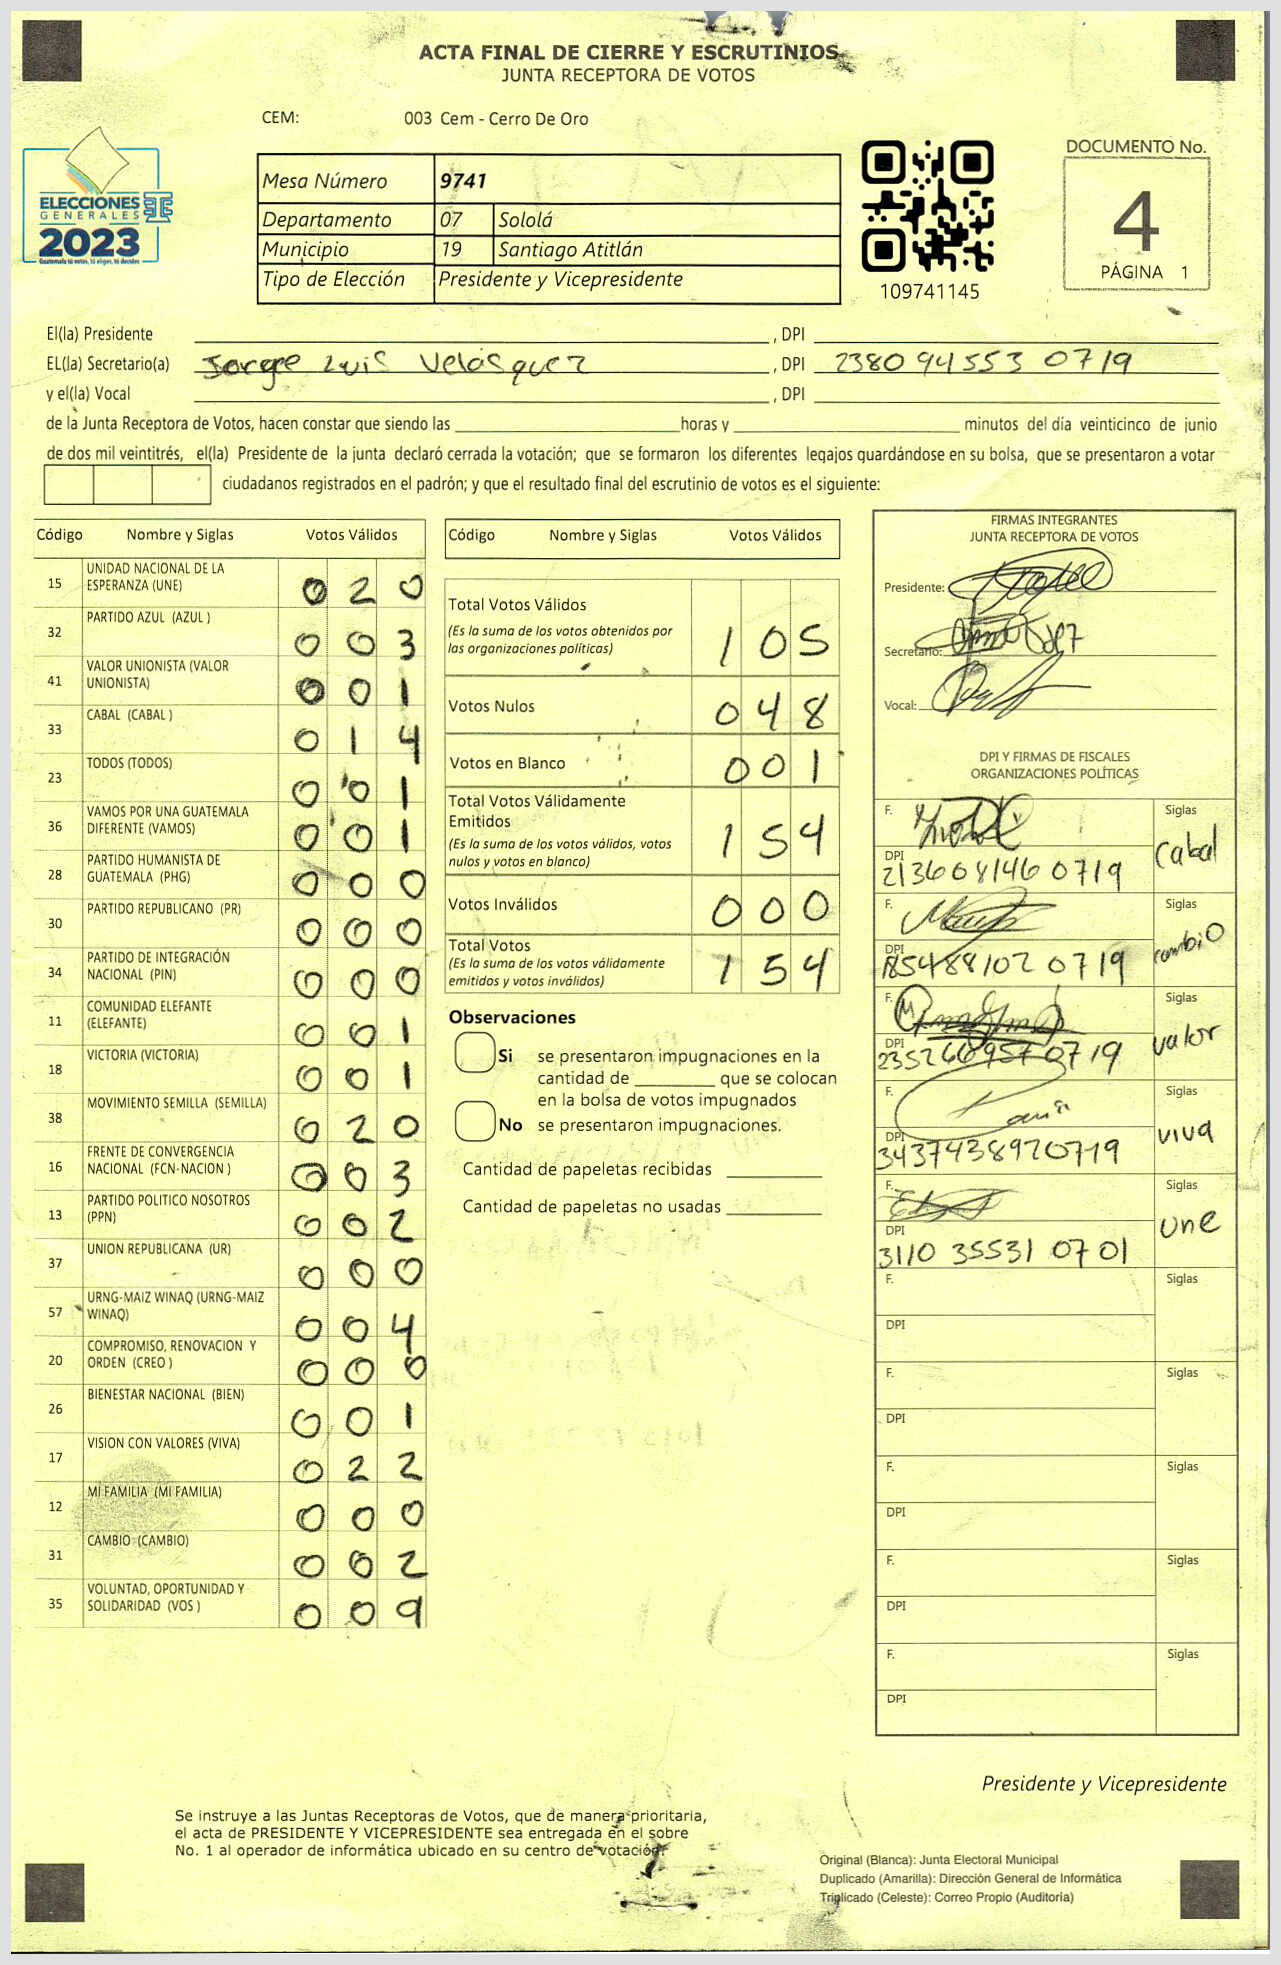 ACTA FINAL DE CIERRE Y ESCRUTINIOS
JUNTA RECEPTORA DE VOTOS
CEM: 003 Cem - Cerro De Oro
ELECCIONES
GENERALES
2023
Guatemala tú votas, tú eliges, tú decides
Mesa Número 9741
Departamento 07 Sololá
Municipio 19 Santiago Atitlán
Tipo de Elección Presidente y Vicepresidente
109741145
DOCUMENTO No.
4
PÁGINA 1
El(la) Presidente , DPI
EL(la) Secretario(a) Jorge Luis Velásquez , DPI 2380 94553 0719
y el(la) Vocal , DPI
de la Junta Receptora de Votos, hacen constar que siendo las horas y minutos del día veinticinco de junio
de dos mil veintitrés, el(la) Presidente de la junta declaró cerrada la votación; que se formaron los diferentes legajos guardándose en su bolsa, que se presentaron a votar
ciudadanos registrados en el padrón; y que el resultado final del escrutinio de votos es el siguiente:
Código Nombre y Siglas Votos Válidos
15 UNIDAD NACIONAL DE LA ESPERANZA (UNE) 0 2 0
32 PARTIDO AZUL (AZUL ) 0 0 3
41 VALOR UNIONISTA (VALOR UNIONISTA) 0 0 1
33 CABAL (CABAL ) 0 1 4
23 TODOS (TODOS) 0 0 1
36 VAMOS POR UNA GUATEMALA DIFERENTE (VAMOS) 0 0 1
28 PARTIDO HUMANISTA DE GUATEMALA (PHG) 0 0 0
30 PARTIDO REPUBLICANO (PR) 0 0 0
34 PARTIDO DE INTEGRACIÓN NACIONAL (PIN) 0 0 0
11 COMUNIDAD ELEFANTE (ELEFANTE) 0 0 1
18 VICTORIA (VICTORIA) 0 0 1
38 MOVIMIENTO SEMILLA (SEMILLA) 0 2 0
16 FRENTE DE CONVERGENCIA NACIONAL (FCN-NACION ) 0 0 3
13 PARTIDO POLITICO NOSOTROS (PPN) 0 0 2
37 UNION REPUBLICANA (UR) 0 0 0
57 URNG-MAIZ WINAQ (URNG-MAIZ WINAQ) 0 0 4
20 COMPROMISO, RENOVACION Y ORDEN (CREO ) 0 0 0
26 BIENESTAR NACIONAL (BIEN) 0 0 1
17 VISION CON VALORES (VIVA) 0 2 2
12 MI FAMILIA (MI FAMILIA) 0 0 0
31 CAMBIO (CAMBIO) 0 0 2
35 VOLUNTAD, OPORTUNIDAD Y SOLIDARIDAD (VOS ) 0 0 9
Código Nombre y Siglas Votos Válidos
Total Votos Válidos 1 0 5
(Es la suma de los votos obtenidos por
las organizaciones políticas)
Votos Nulos 0 4 8
Votos en Blanco 0 0 1
Total Votos Válidamente
Emitidos 1 5 4
(Es la suma de los votos válidos, votos
nulos y votos en blanco)
Votos Inválidos 0 0 0
Total Votos 1 5 4
(Es la suma de los votos válidamente
emitidos y votos inválidos)
Observaciones
Si se presentaron impugnaciones en la
cantidad de que se colocan
en la bolsa de votos impugnados
No se presentaron impugnaciones.
Cantidad de papeletas recibidas
Cantidad de papeletas no usadas
FIRMAS INTEGRANTES
JUNTA RECEPTORA DE VOTOS
Presidente:
Secretario:
Vocal:
DPI Y FIRMAS DE FISCALES
ORGANIZACIONES POLÍTICAS
F. Siglas
DPI 213608146 0719 cabal
F. Siglas
DPI 185488102 0719 cambio
F. Siglas
DPI 0719 valor
F. Siglas
DPI 3437438920719 viva
F. Siglas
DPI 3110 35531 0701 une
F. Siglas
DPI
F. Siglas
DPI
F. Siglas
DPI
F. Siglas
DPI
F. Siglas
DPI
Presidente y Vicepresidente
Se instruye a las Juntas Receptoras de Votos, que de manera prioritaria,
el acta de PRESIDENTE Y VICEPRESIDENTE sea entregada en el sobre
No. 1 al operador de informática ubicado en su centro de votación.
Original (Blanca): Junta Electoral Municipal
Duplicado (Amarilla): Dirección General de Informática
Triplicado (Celeste): Correo Propio (Auditoría)